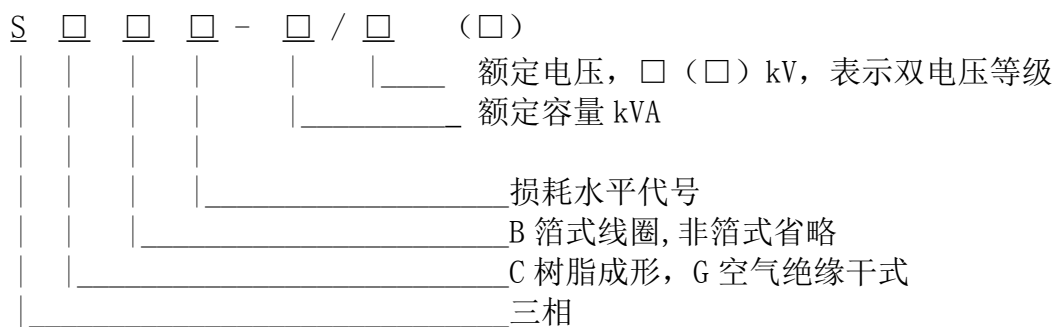 S □ □ □ - □ / □ (□)
额定电压，□（□）kV，表示双电压等级
额定容量 kVA
损耗水平代号
B 箔式线圈,非箔式省略
C 树脂成形，G 空气绝缘干式
三相